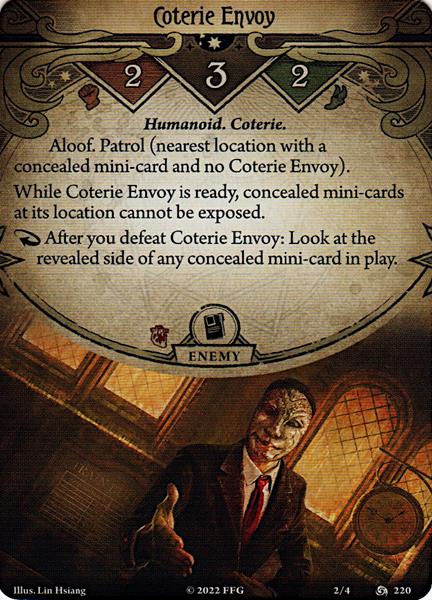 Coterie Envoy
2 3 2
Humanoid. Coterie.
Aloof. Patrol (nearest location with a
concealed mini-card and no Coterie Envoy).
While Coterie Envoy is ready, concealed mini-cards
at its location cannot be exposed.
After you defeat Coterie Envoy: Look at the
revealed side of any concealed mini-card in play.
ENEMY
Illus. Lin Hsiang © 2022 FFG 2/4 220